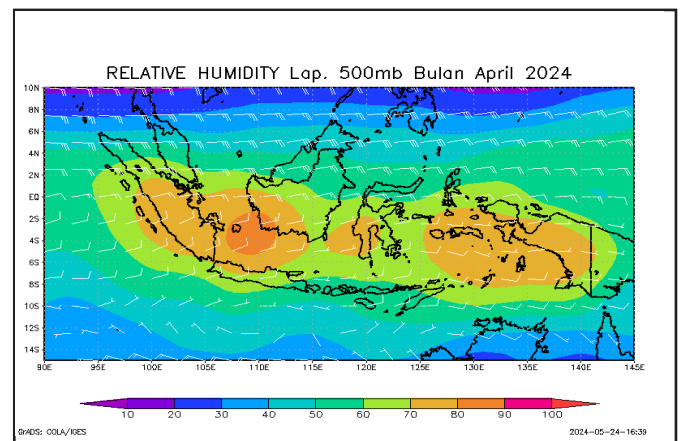 RELATIVE HUMIDITY Lap. 500mb Bulan April 2024
10N
8N
6N
4N
2N
EQ
2S
4S
6S
8S
10S
12S
14S
90E 95E 100E 105E 110E 115E 120E 125E 130E 135E 140E 145E
10 20 30 40 50 60 70 80 90 100
GrADS: COLA/IGES 2024-05-24-16:39